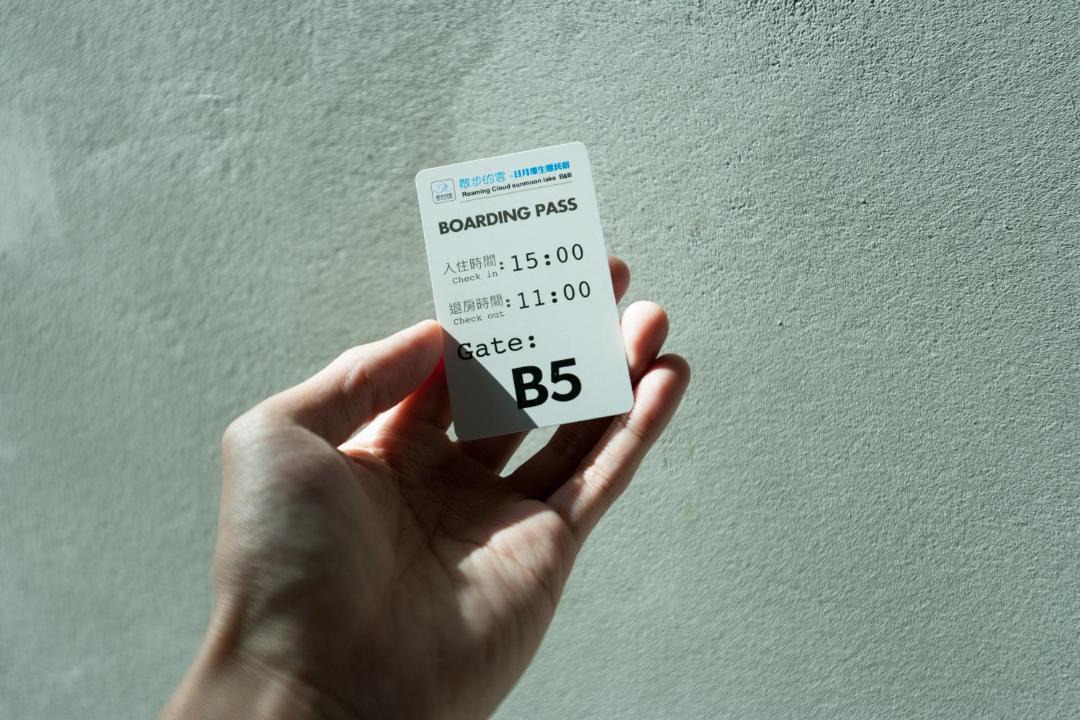 散步的雲 ·日月潭生態民宿
Roaming Cloud sunmoon lake B&B
BOARDING PASS
入住時間:15:00
Check in
退房時間:11:00
Check out
Gate:
B5